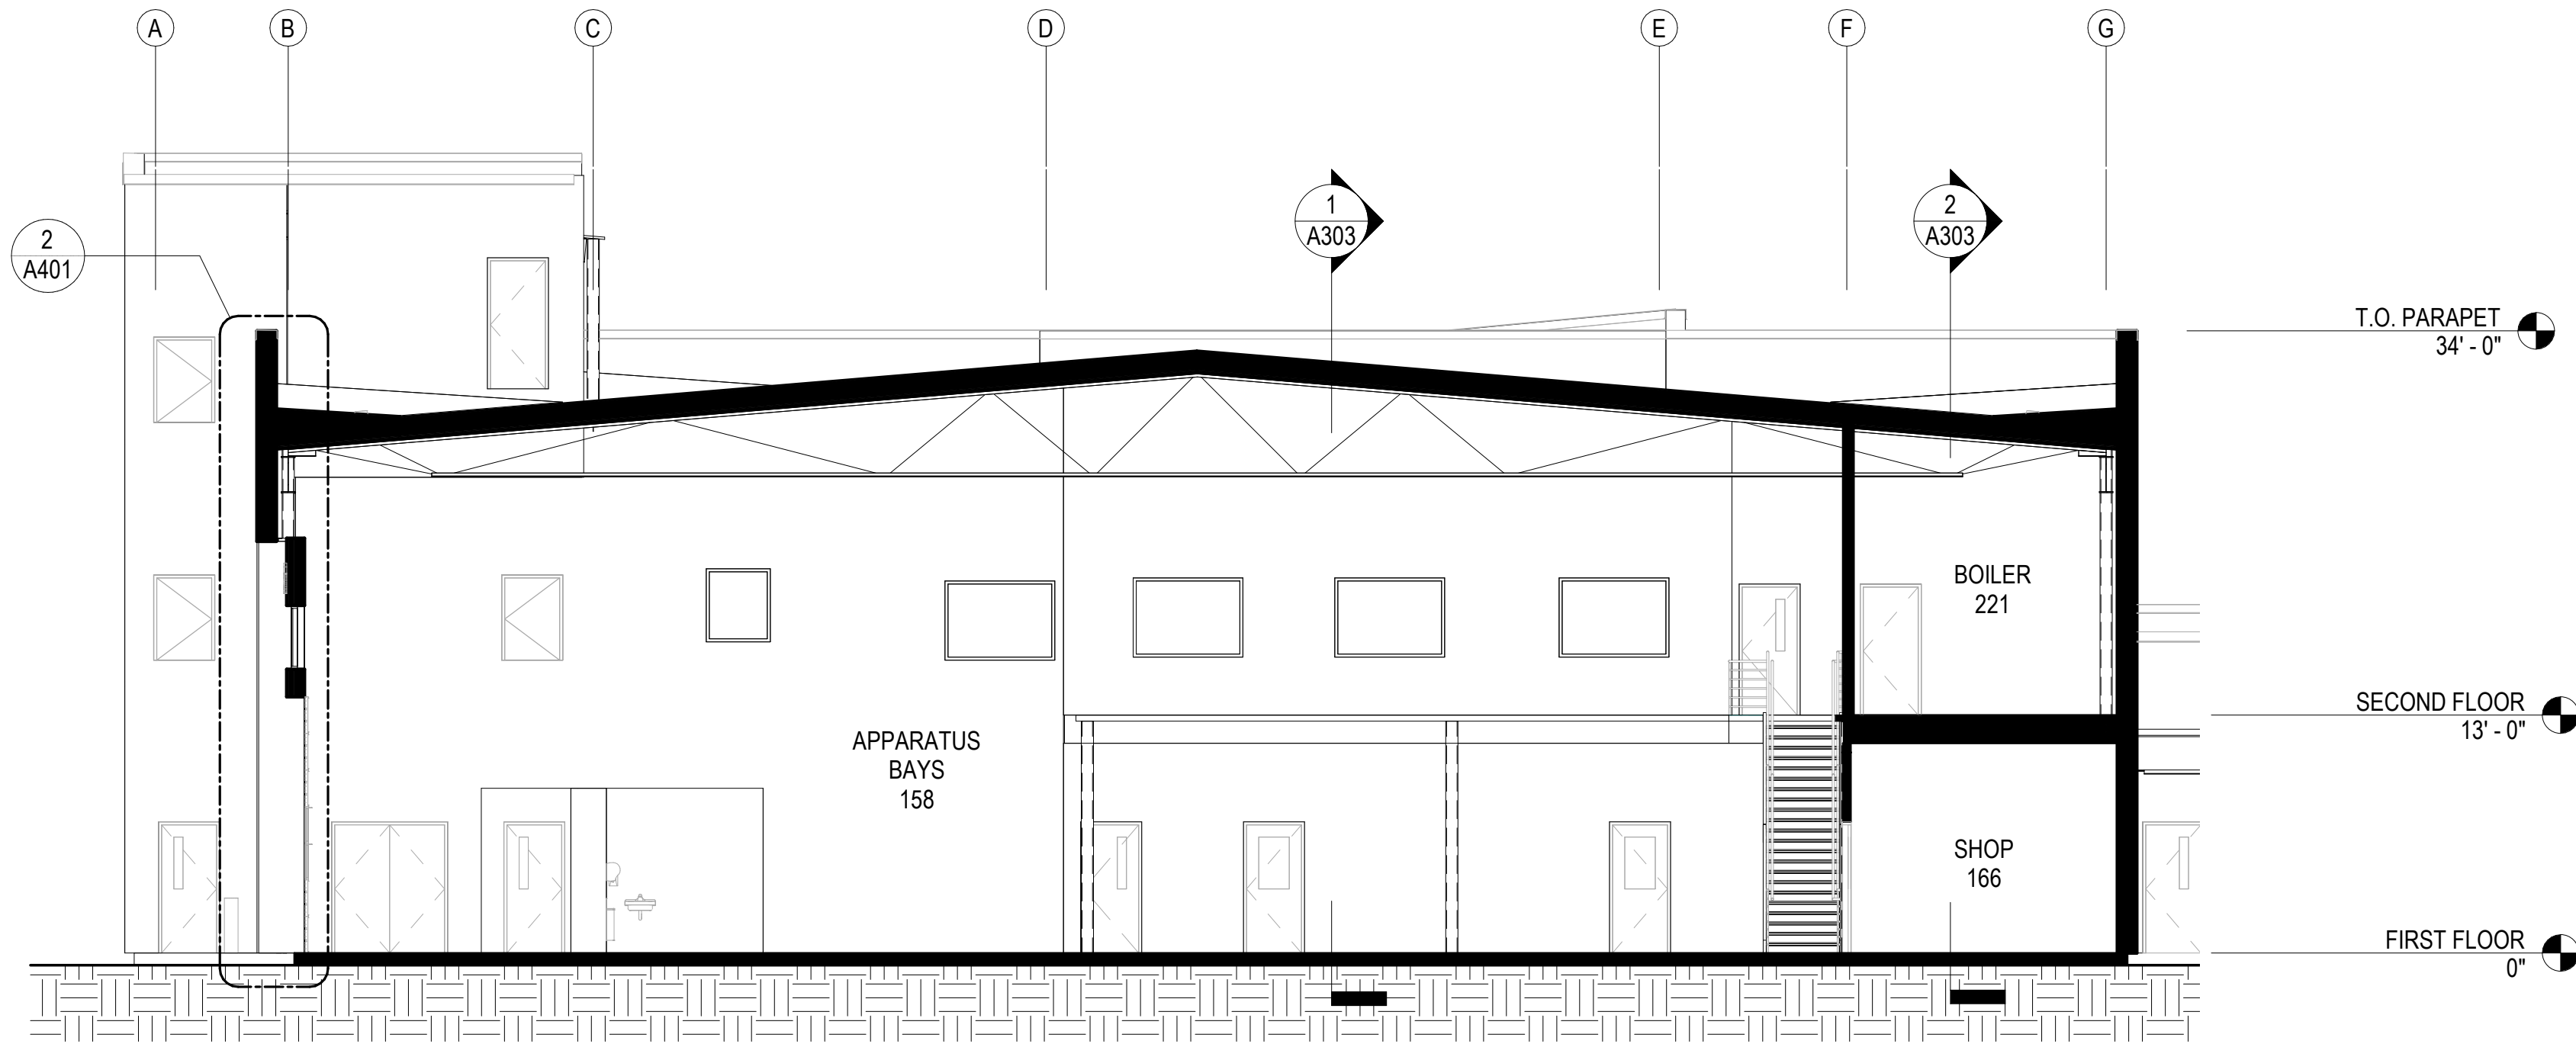 A
B
C
D
E
F
G
2
A401
1
A303
2
A303
T.O. PARAPET
34' - 0"
BOILER
221
SECOND FLOOR
13' - 0"
APPARATUS
BAYS
158
SHOP
166
FIRST FLOOR
0"